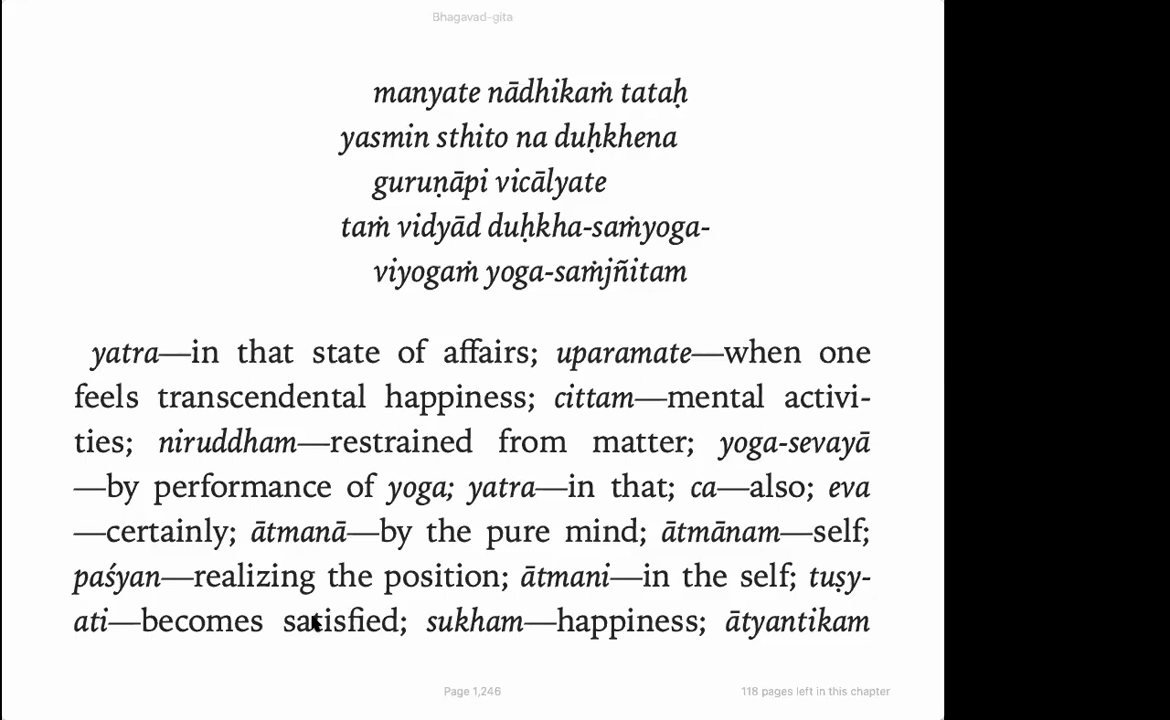 Bhagavad-gita
manyate nādhikaṁ tataḥ
yasmin sthito na duḥkhena
guruṇāpi vicālyate
taṁ vidyād duḥkha-saṁyoga-
viyogaṁ yoga-saṁjñitam
yatra—in that state of affairs; uparamate—when one
feels transcendental happiness; cittam—mental activi-
ties; niruddham—restrained from matter; yoga-sevayā
—by performance of yoga; yatra—in that; ca—also; eva
—certainly; ātmanā—by the pure mind; ātmānam—self;
paśyan—realizing the position; ātmani—in the self; tuṣy-
ati—becomes satisfied; sukham—happiness; ātyantikam
Page 1,246
118 pages left in this chapter